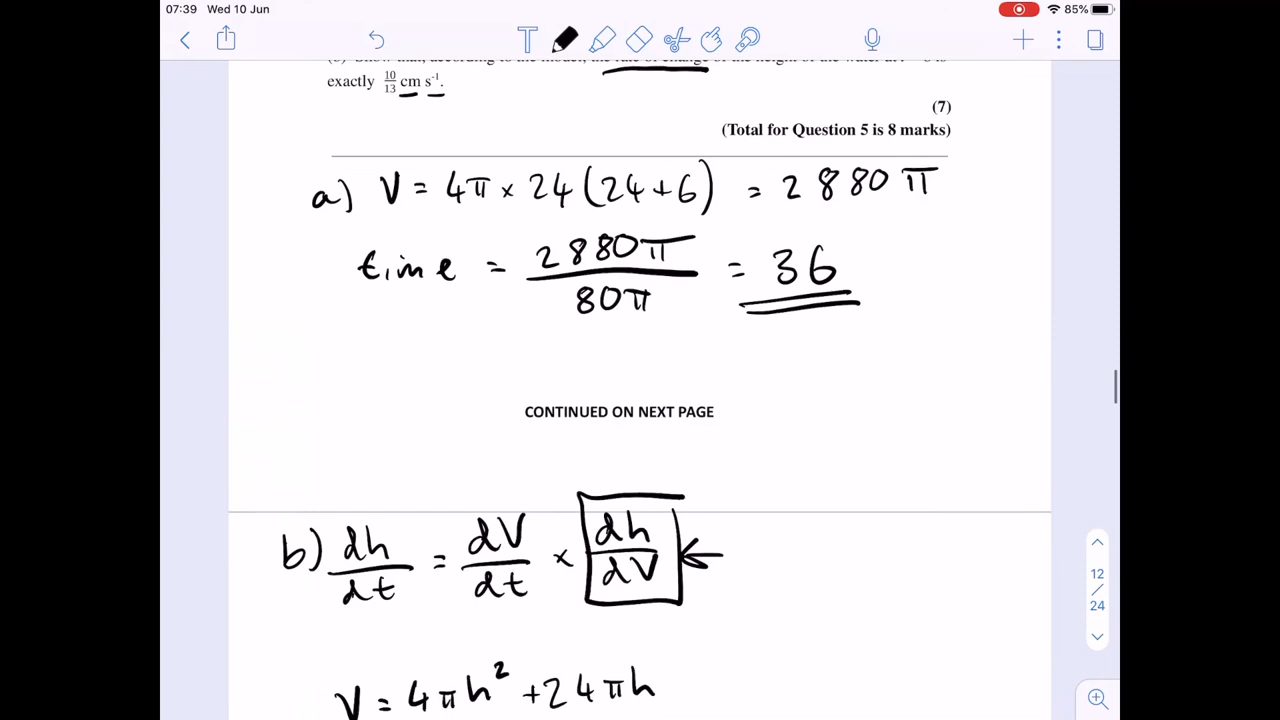 07:39 Wed 10 Jun
85%
exactly 10/13 cm s⁻¹.
(7)
(Total for Question 5 is 8 marks)
a) V = 4π × 24 (24 + 6) = 2880π
time = 2880π/80π = 36
CONTINUED ON NEXT PAGE
b) dh/dt = dV/dt × dh/dV
V = 4πh² + 24πh
12
/
24